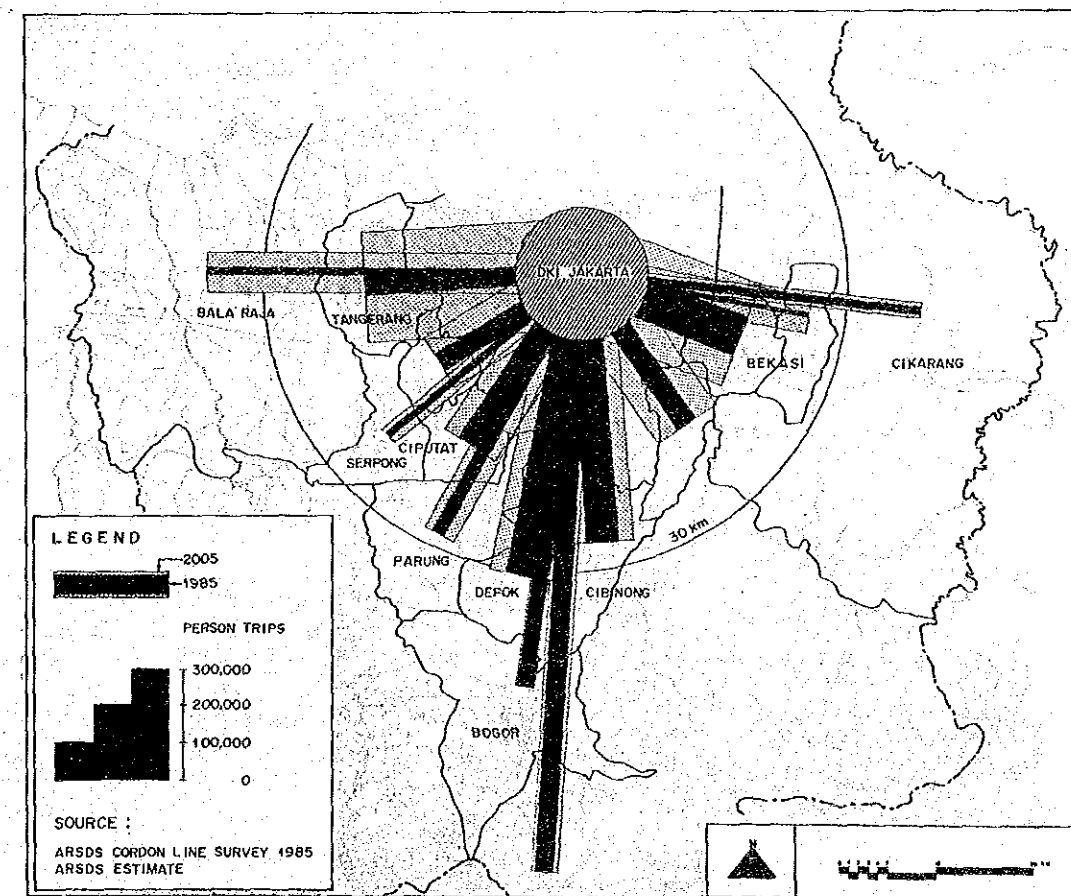 DKI JAKARTA
BALA RAJA
TANGERANG
BEKASI
CIKARANG
CIPUTAT
SERPONG
30 km
PARUNG
DEPOK
CIBINONG
BOGOR
LEGEND
2005
1985
PERSON TRIPS
300,000
200,000
100,000
0
SOURCE :
ARSDS CORDON LINE SURVEY 1985
ARSDS ESTIMATE
N